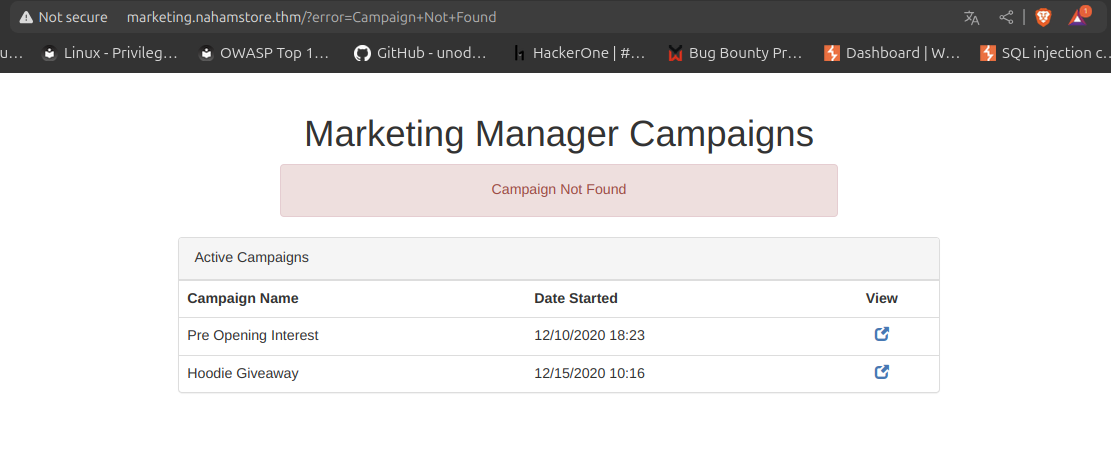 Not secure marketing.nahamstore.thm/?error=Campaign+Not+Found
u… Linux - Privileg… OWASP Top 1… GitHub - unod… HackerOne | #… Bug Bounty Pr… Dashboard | W… SQL injection c…
Marketing Manager Campaigns
Campaign Not Found
Active Campaigns
Campaign Name Date Started View
Pre Opening Interest 12/10/2020 18:23
Hoodie Giveaway 12/15/2020 10:16